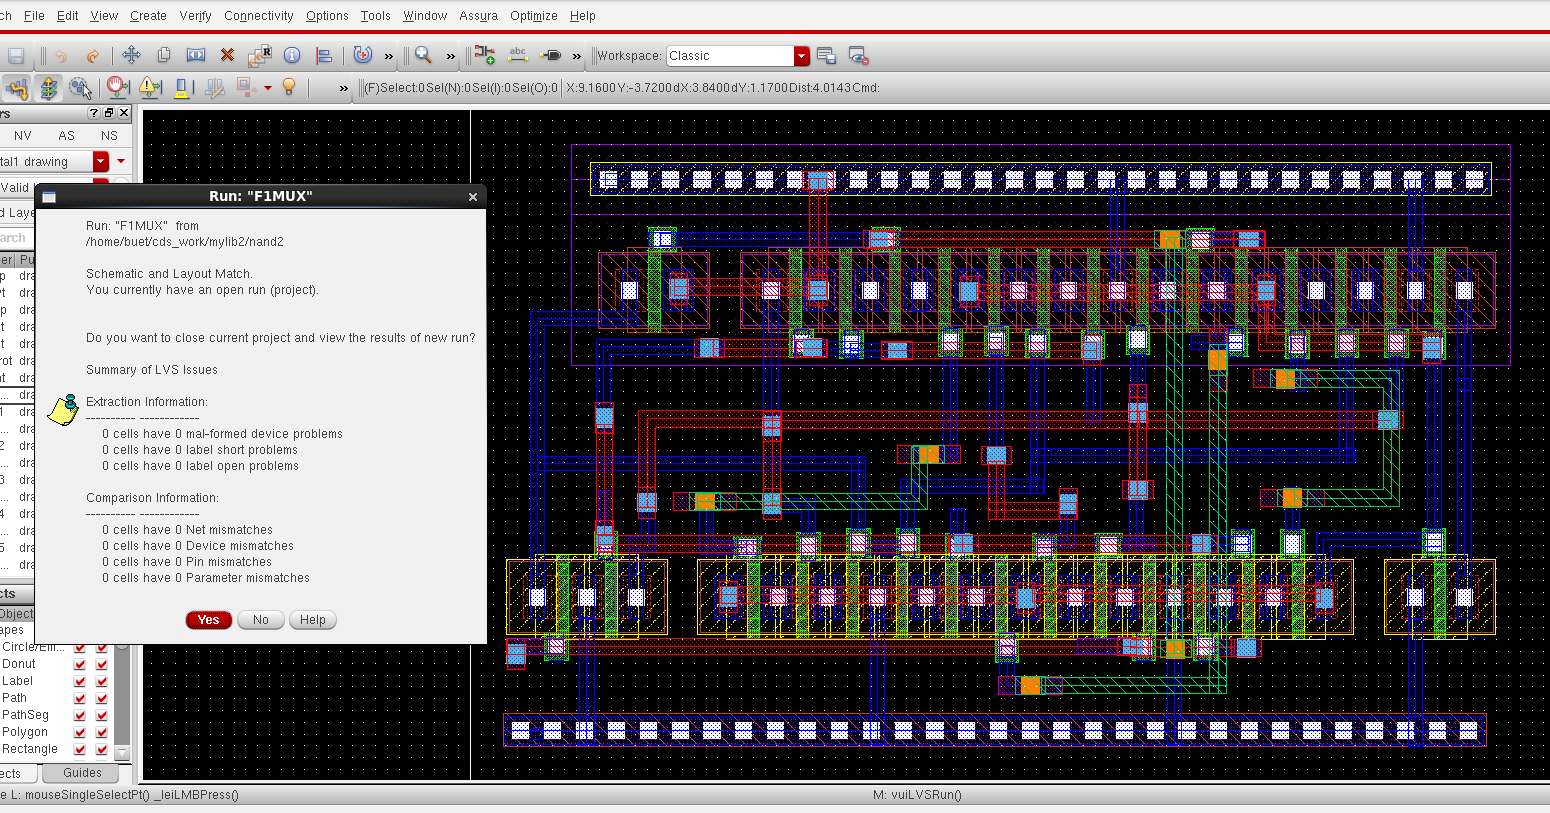 ch File Edit View Create Verify Connectivity Options Tools Window Assura Optimize Help
abc
Workspace: Classic
(F)Select:0 Sel(N):0 Sel(I):0 Sel(O):0 X:9.1600 Y:-3.7200 dX:3.8400 dY:1.1700 Dist:4.0143 Cmd:
rs
NV AS NS
tal1 drawing
Valid
d Laye
arch
er Pu
Run: "F1MUX"
Run: "F1MUX" from
/home/buet/cds_work/mylib2/nand2
Schematic and Layout Match.
You currently have an open run (project).
Do you want to close current project and view the results of new run?
Summary of LVS Issues
Extraction Information:
---------- ------------
0 cells have 0 mal-formed device problems
0 cells have 0 label short problems
0 cells have 0 label open problems
Comparison Information:
---------- ------------
0 cells have 0 Net mismatches
0 cells have 0 Device mismatches
0 cells have 0 Pin mismatches
0 cells have 0 Parameter mismatches
Yes No Help
p dra
vt dra
p dra
t dra
t dra
rot dra
nt dra
... dra
1 dra
... dra
2 dra
... dra
3 dra
... dra
4 dra
... dra
5 dra
... dra
cts
Object
apes
Circle/Elli...
Donut
Label
Path
PathSeg
Polygon
Rectangle
ects Guides
e L: mouseSingleSelectPt() _leiLMBPress() M: vuiLVSRun()